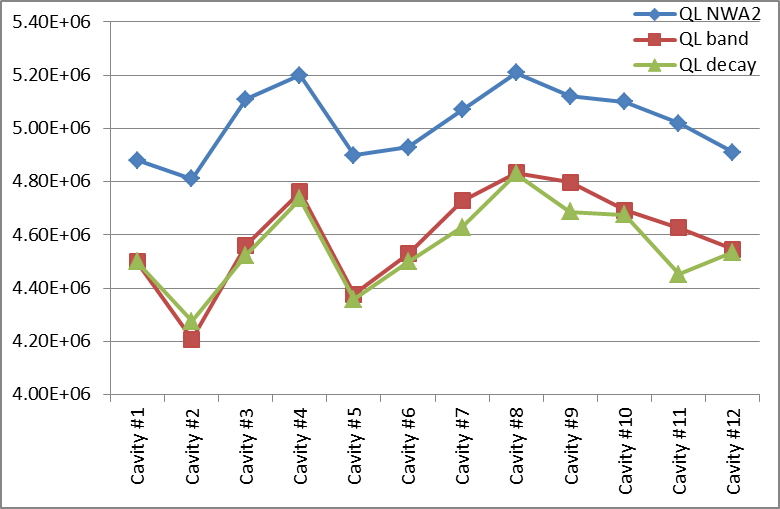 5.40E+06
5.20E+06
5.00E+06
4.80E+06
4.60E+06
4.40E+06
4.20E+06
4.00E+06
QL NWA2
QL band
QL decay
Cavity #1
Cavity #2
Cavity #3
Cavity #4
Cavity #5
Cavity #6
Cavity #7
Cavity #8
Cavity #9
Cavity #10
Cavity #11
Cavity #12